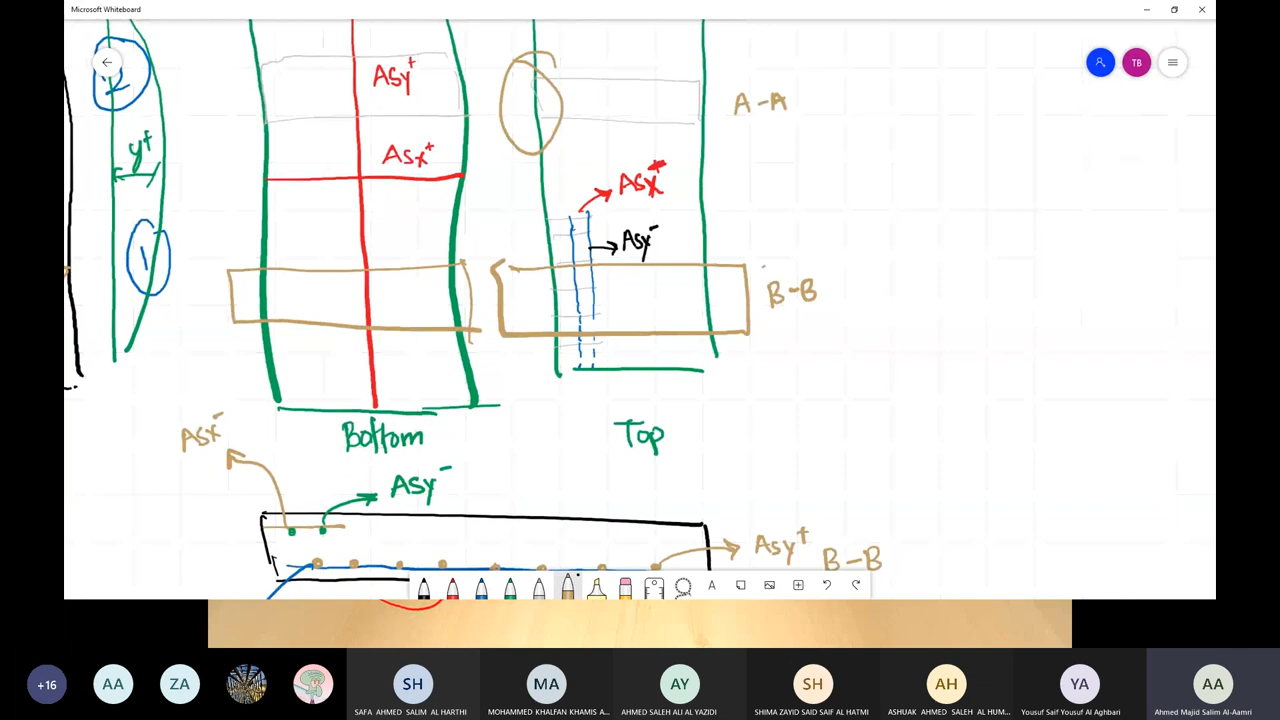 Microsoft Whiteboard
TB
2
y+
1
Asy+
Asx+
A-A
Asx-
Asy-
B-B
Bottom
Top
Asx-
Asy-
Asy+
B-B
A
+16
AA
ZA
SH
MA
AY
SH
AH
YA
AA
SAFA AHMED SALIM AL HARTHI
MOHAMMED KHALFAN KHAMIS A...
AHMED SALEH ALI AL YAZIDI
SHIMA ZAYID SAID SAIF AL HATMI
ASHUAK AHMED SALEH AL HUM...
Yousuf Saif Yousuf Al Aghbari
Ahmed Majid Salim Al-Aamri